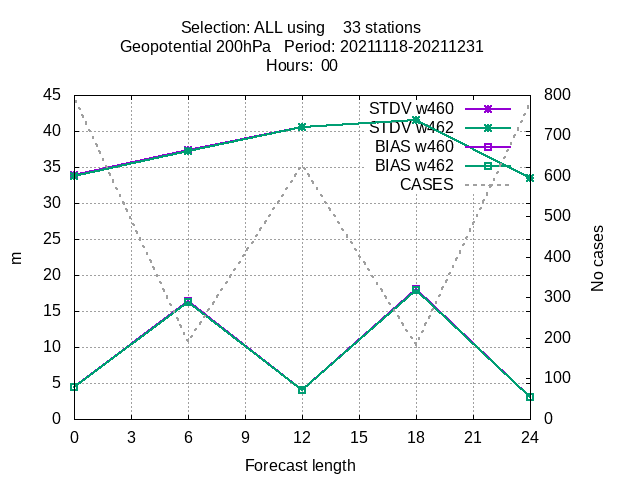 Selection: ALL using    33 stations
Geopotential 200hPa   Period: 20211118-20211231
Hours:  00
45
40
35
30
25
20
15
10
5
0
m
800
700
600
500
400
300
200
100
0
No cases
STDV w460
STDV w462
BIAS w460
BIAS w462
CASES
0 3 6 9 12 15 18 21 24
Forecast length